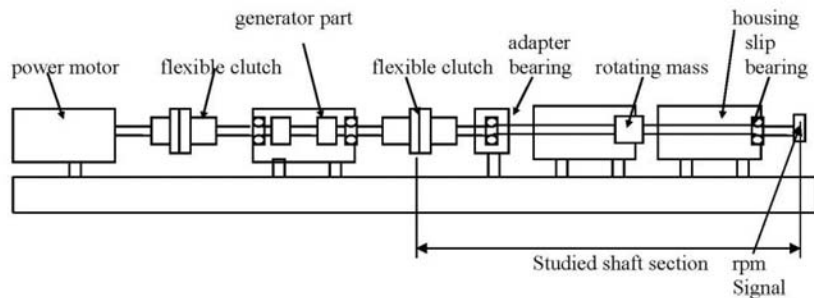 generator part
housing
power motor
flexible clutch
flexible clutch
adapter
bearing
rotating mass
slip
bearing
Studied shaft section
rpm
Signal